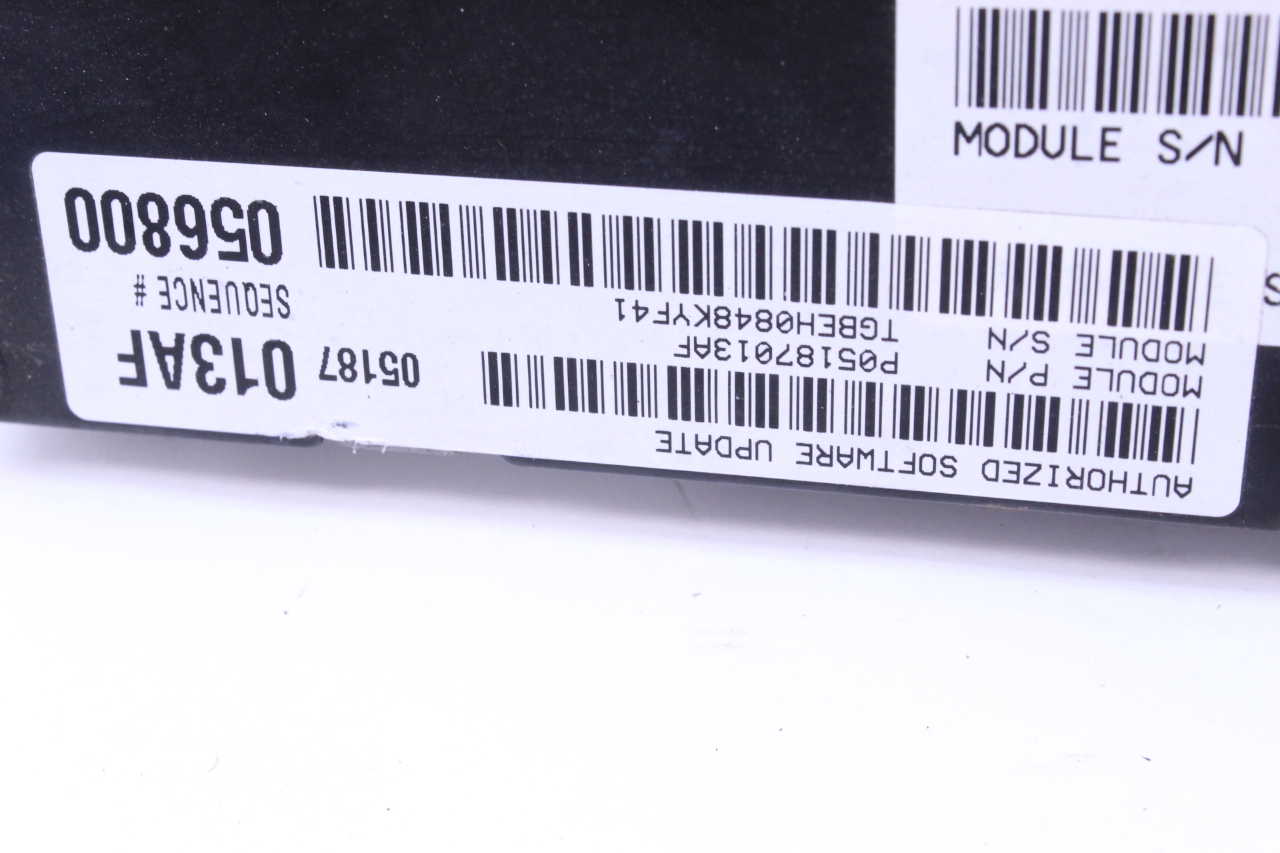 MODULE S/N
AUTHORIZED SOFTWARE UPDATE
MODULE P/N P05187013AF
MODULE S/N TGBEH0848KYF41
05187 013AF
SEQUENCE #
056800